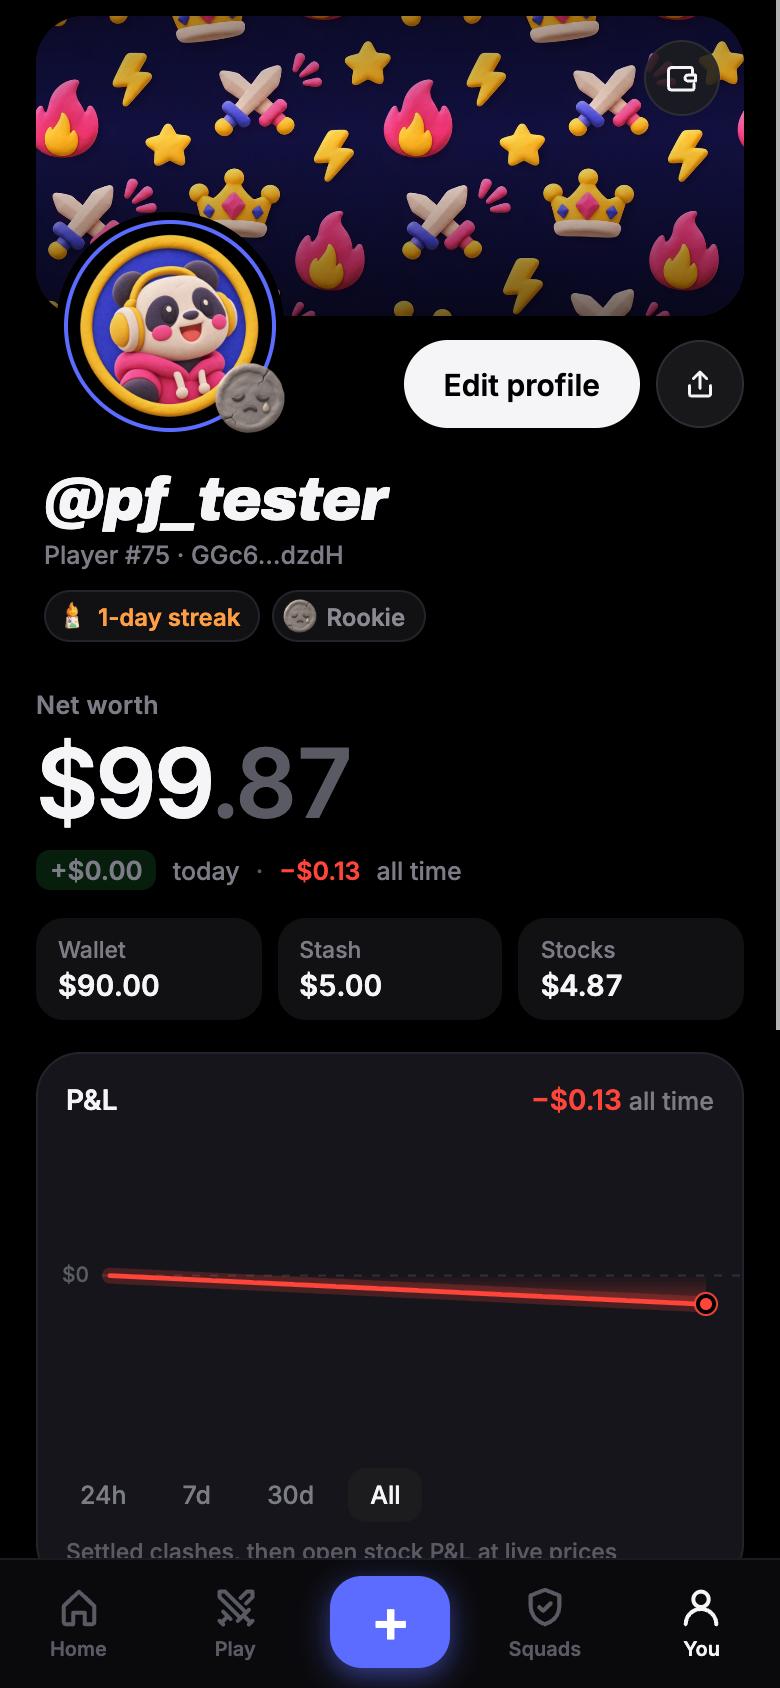 Edit profile
@pf_tester
Player #75 · GGc6...dzdH
1-day streak
Rookie
Net worth
$99.87
+$0.00 today · −$0.13 all time
Wallet
$90.00
Stash
$5.00
Stocks
$4.87
P&L
−$0.13 all time
$0
24h 7d 30d All
Settled clashes, then open stock P&L at live prices
Home
Play
+
Squads
You